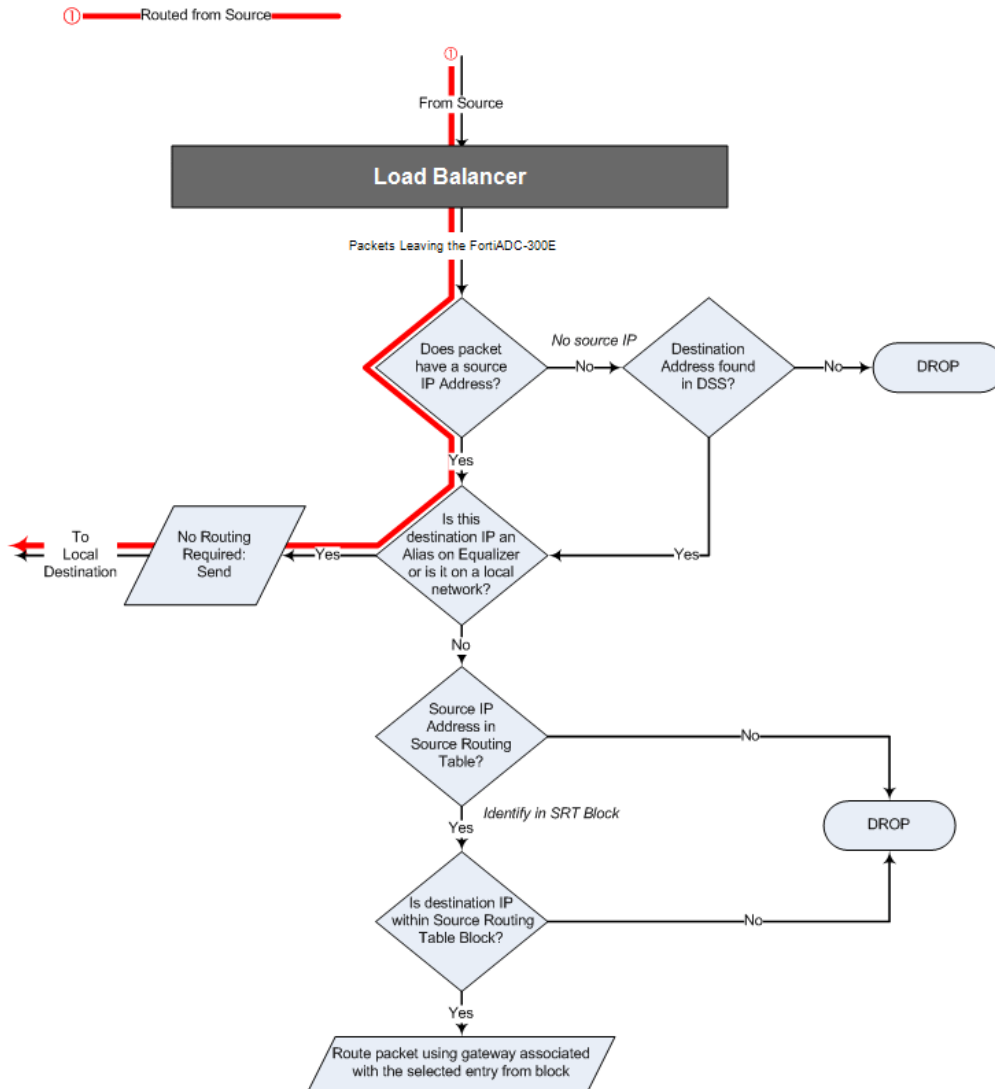 ① Routed from Source
①
From Source
Load Balancer
Packets Leaving the FortiADC-300E
Does packet
have a source
IP Address?
No source IP
No
Destination
Address found
in DSS?
No
DROP
Yes
Yes
Is this
destination IP an
Alias on Equalizer
or is it on a local
network?
Yes
No Routing
Required:
Send
To
Local
Destination
No
Source IP
Address in
Source Routing
Table?
No
Identify in SRT Block
Yes
DROP
Is destination IP
within Source Routing
Table Block?
No
Yes
Route packet using gateway associated
with the selected entry from block